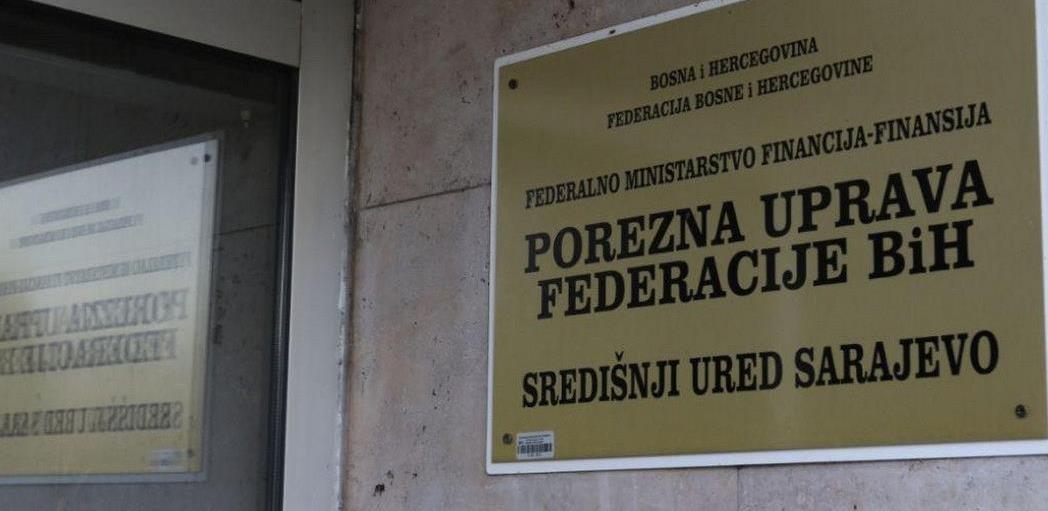 BOSNA i HERCEGOVINA
FEDERACIJA BOSNE i HERCEGOVINE
FEDERALNO MINISTARSTVO FINANCIJA-FINANSIJA
POREZNA UPRAVA
FEDERACIJE BiH
SREDIŠNJI URED SARAJEVO